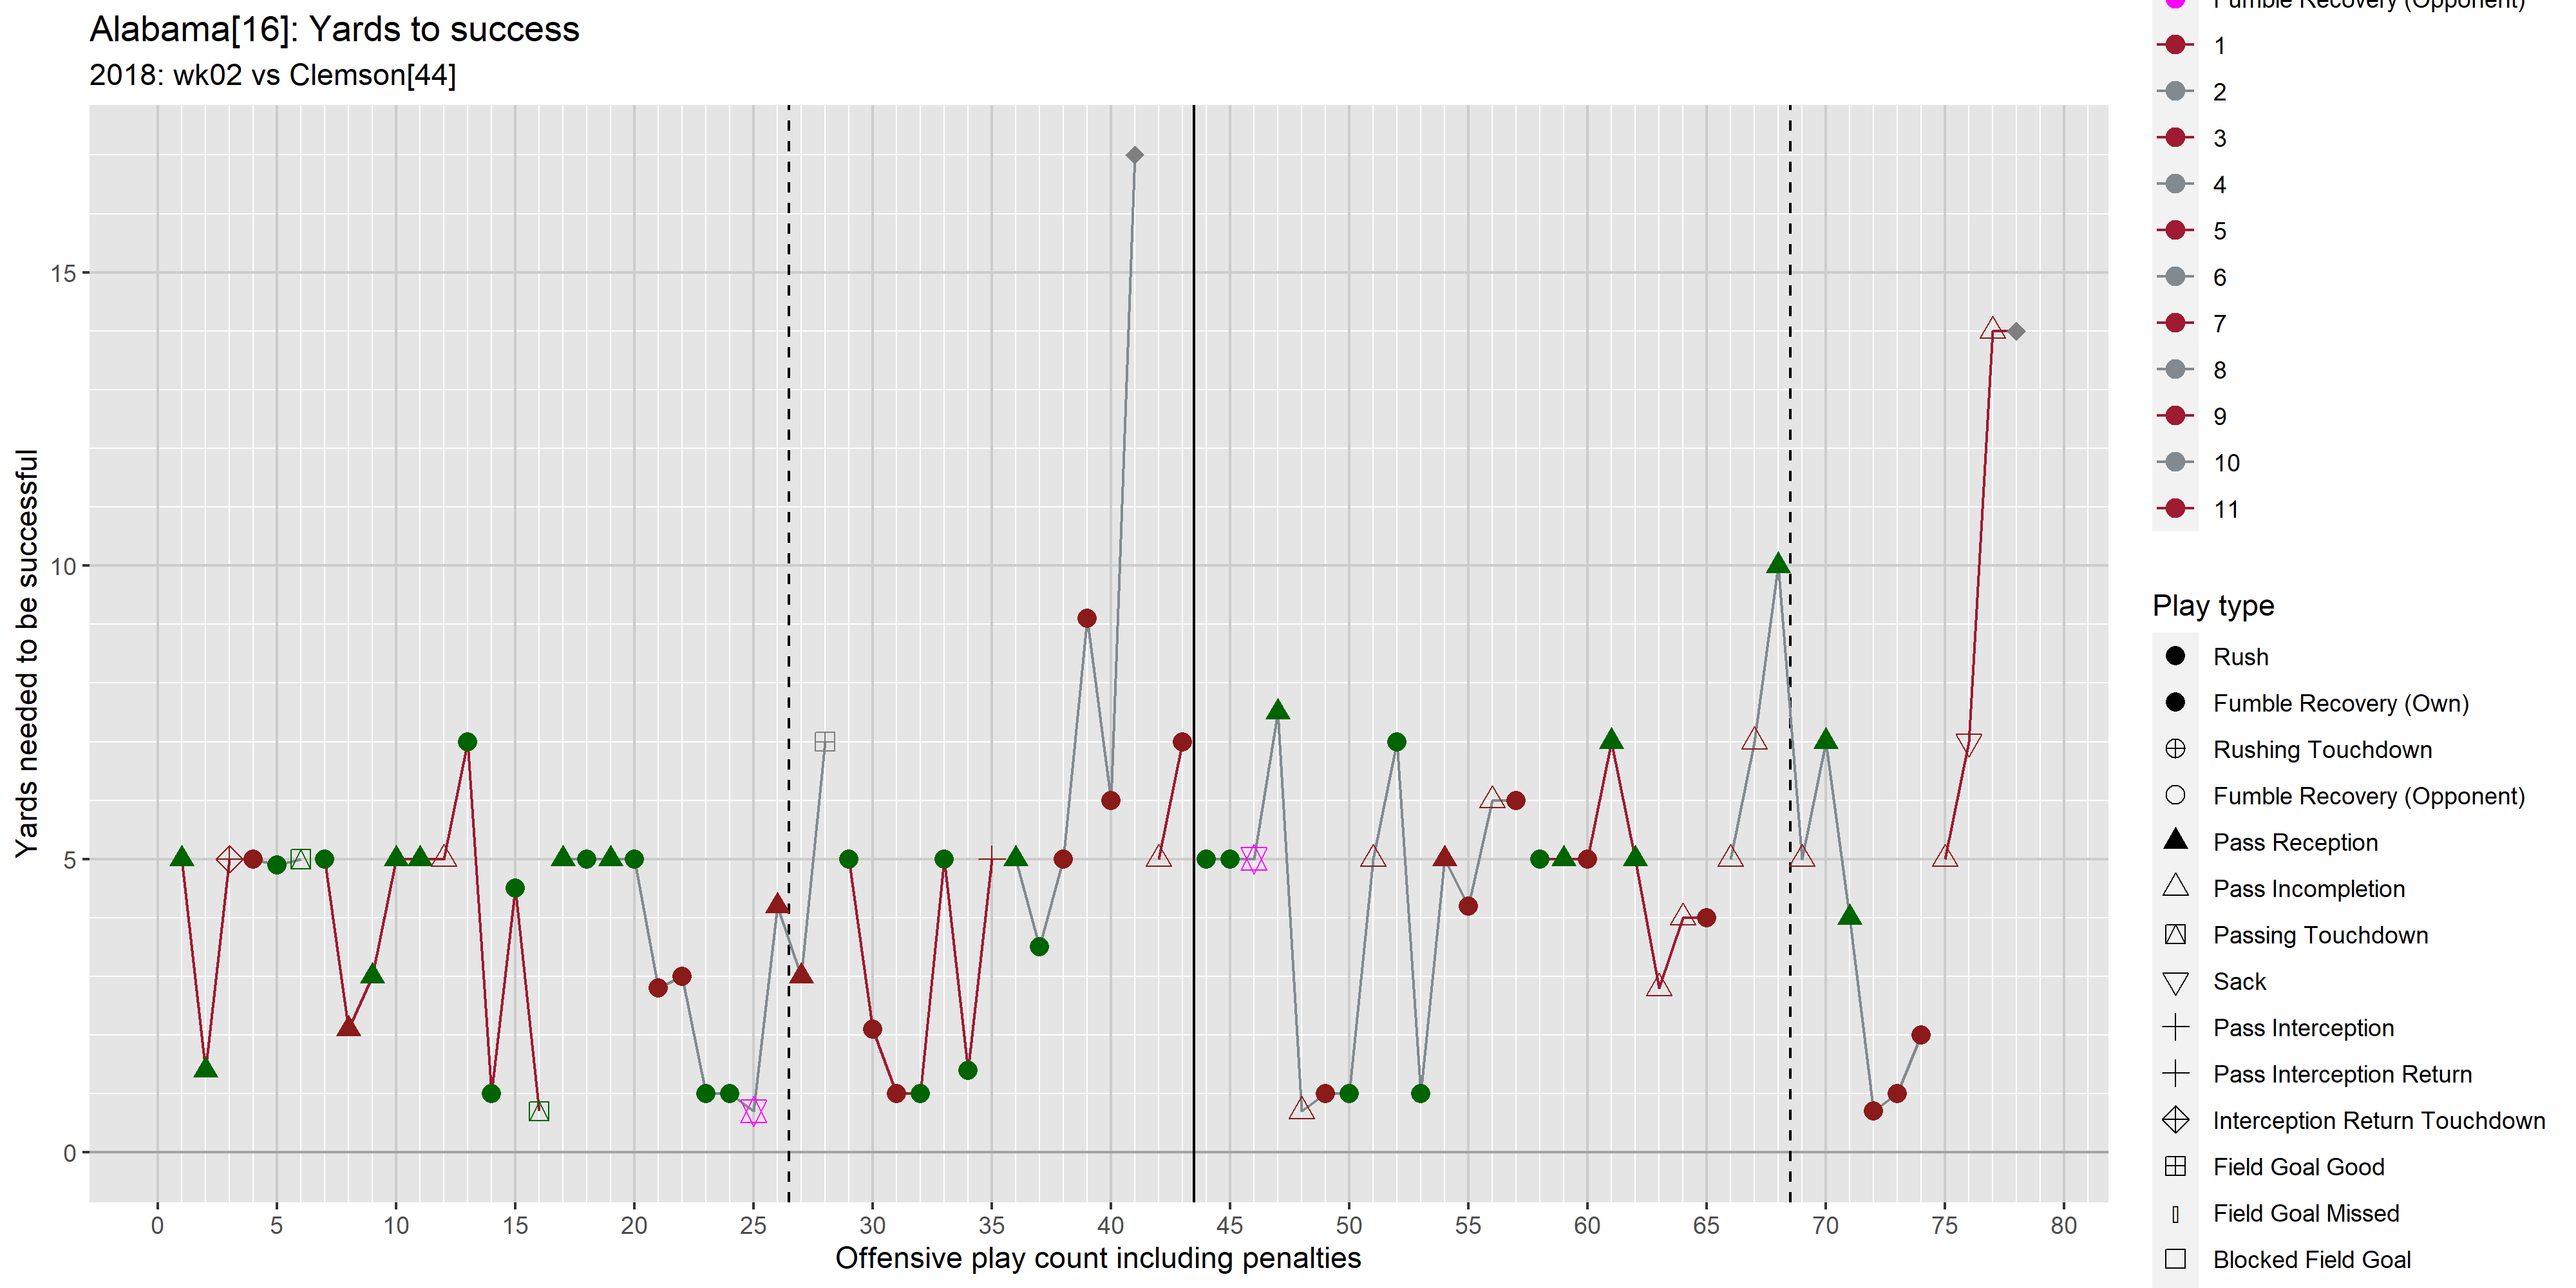 Alabama[16]: Yards to success
2018: wk02 vs Clemson[44]
Yards needed to be successful
15
10
5
0
0 5 10 15 20 25 30 35 40 45 50 55 60 65 70 75 80
Offensive play count including penalties
Fumble Recovery (Opponent)
1
2
3
4
5
6
7
8
9
10
11
Play type
Rush
Fumble Recovery (Own)
Rushing Touchdown
Fumble Recovery (Opponent)
Pass Reception
Pass Incompletion
Passing Touchdown
Sack
Pass Interception
Pass Interception Return
Interception Return Touchdown
Field Goal Good
Field Goal Missed
Blocked Field Goal